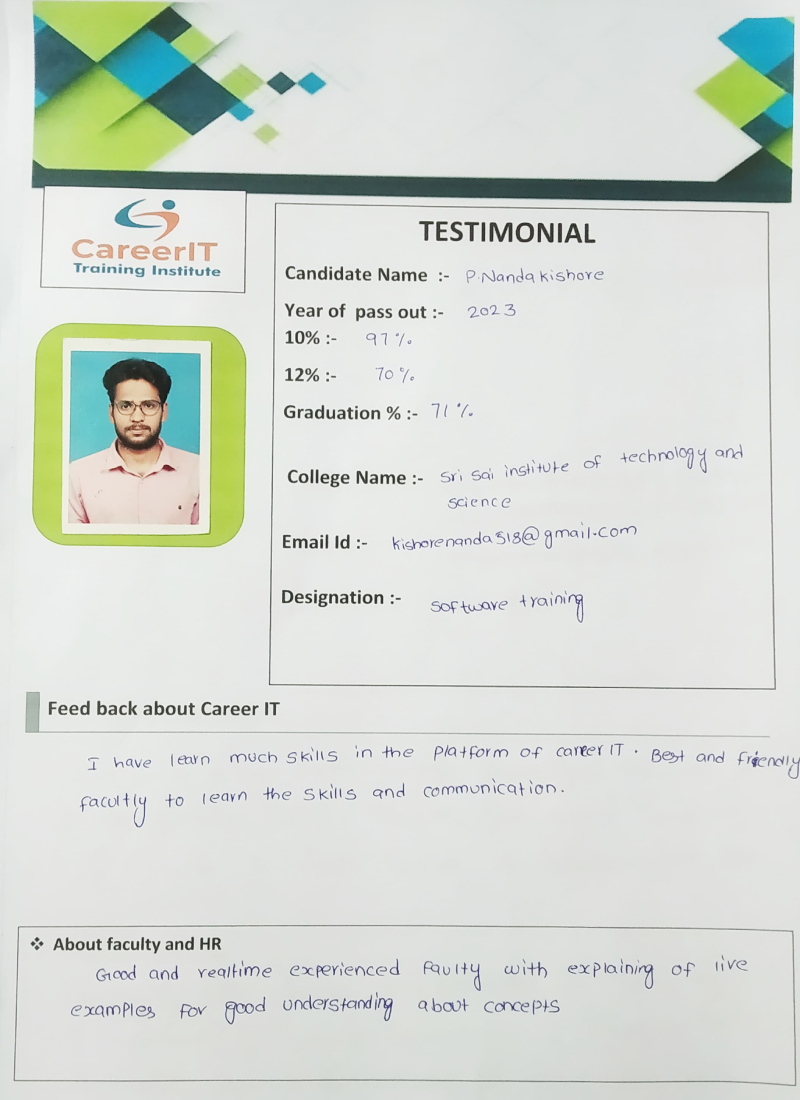 CareerIT
Training Institute
TESTIMONIAL
Candidate Name :- P.Nanda kishore
Year of pass out :- 2023
10% :- 97%
12% :- 70%
Graduation % :- 71%
College Name :- Sri Sai institute of technology and
science
Email Id :- kishorenanda518@gmail.com
Designation :- Software training
Feed back about Career IT
I have learn much skills in the platform of career IT. Best and friendly
facultly to learn the skills and communication.
❖ About faculty and HR
Good and realtime experienced Faulty with explaining of live
examples for good understanding about concepts